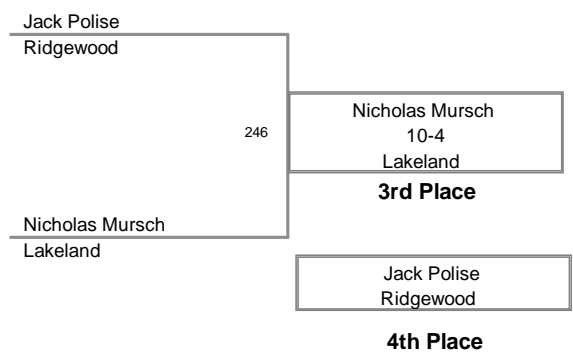 Jack Polise
Ridgewood
246
Nicholas Mursch
10-4
Lakeland
3rd Place
Nicholas Mursch
Lakeland
Jack Polise
Ridgewood
4th Place